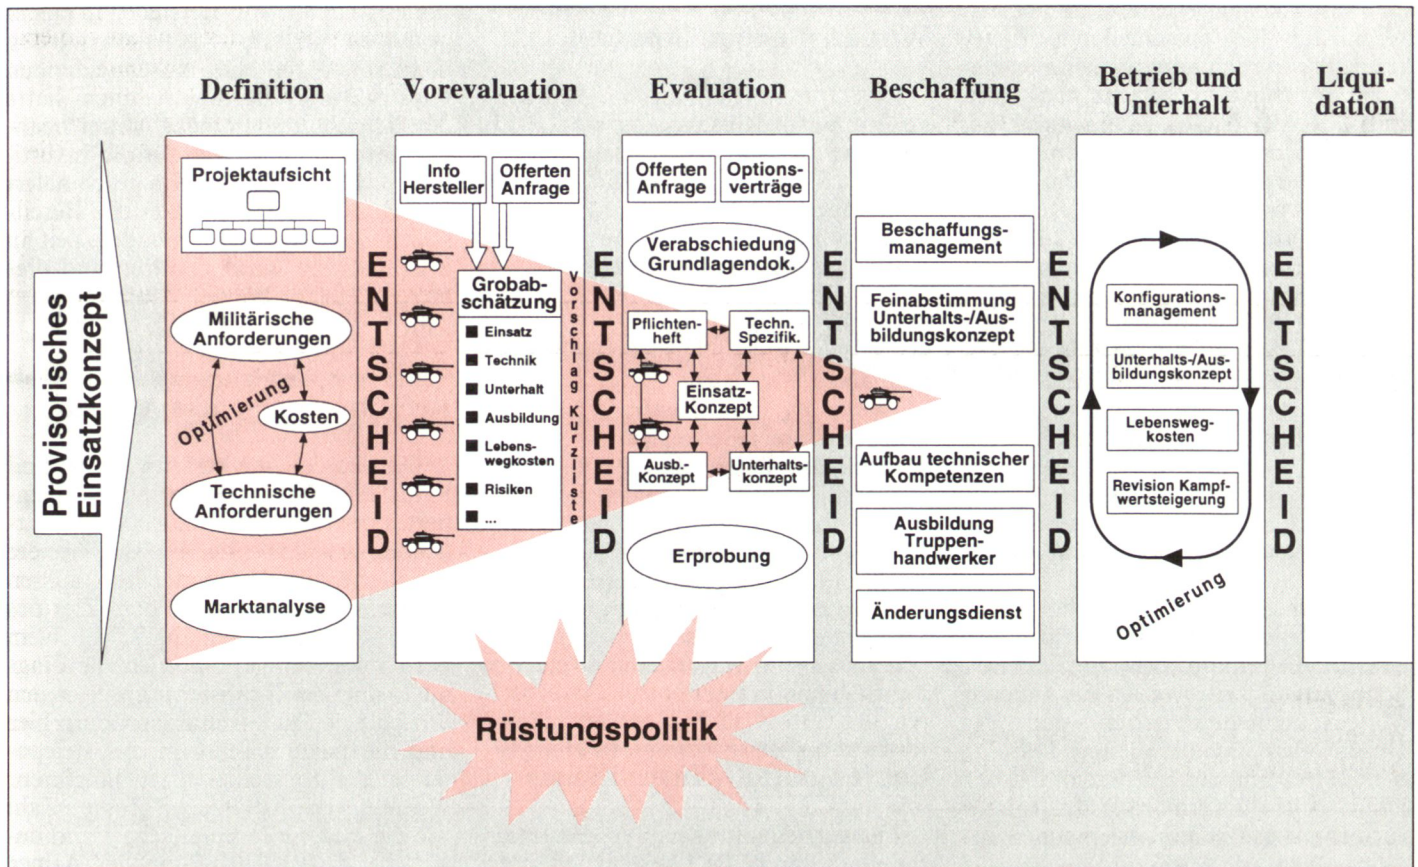 Definition
Vorevaluation
Evaluation
Beschaffung
Betrieb und
Unterhalt
Liqui-
dation
Provisorisches
Einsatzkonzept
Projektaufsicht
Militärische
Anforderungen
Optimierung
Kosten
Technische
Anforderungen
Marktanalyse
ENTSCHEID
Info
Hersteller
Offerten
Anfrage
Grobab-
schätzung
Einsatz
Technik
Unterhalt
Ausbildung
Lebens-
wegkosten
Risiken
...
Vorschlag Kurzliste
ENTSCHEID
Offerten
Anfrage
Options-
verträge
Verabschiedung
Grundlagendok.
Pflichten-
heft
Techn.
Spezifik.
Einsatz-
Konzept
Ausb.-
Konzept
Unterhalts-
konzept
Erprobung
ENTSCHEID
Beschaffungs-
management
Feinabstimmung
Unterhalts-/Aus-
bildungskonzept
Aufbau technischer
Kompetenzen
Ausbildung
Truppen-
handwerker
Änderungsdienst
ENTSCHEID
Konfigurations-
management
Unterhalts-/Aus-
bildungskonzept
Lebensweg-
kosten
Revision Kampf-
wertsteigerung
Optimierung
ENTSCHEID
Rüstungspolitik